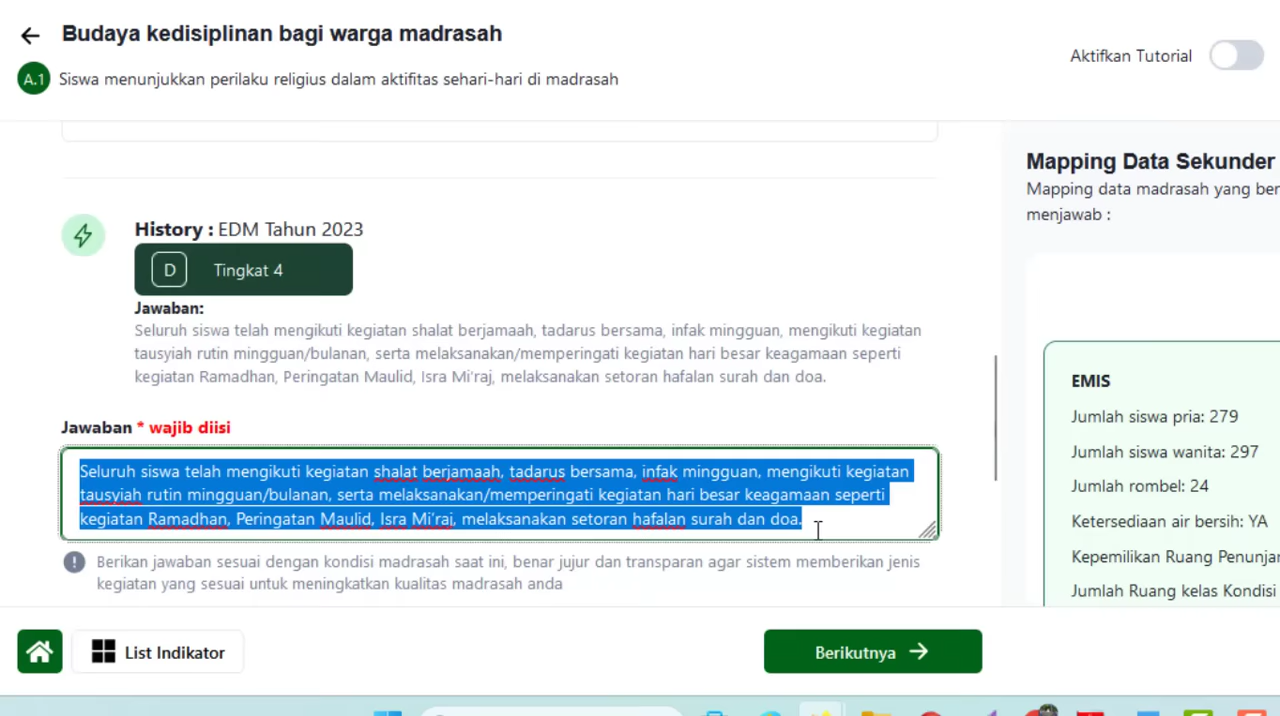 Budaya kedisiplinan bagi warga madrasah
A.1 Siswa menunjukkan perilaku religius dalam aktifitas sehari-hari di madrasah
Aktifkan Tutorial
History : EDM Tahun 2023
D Tingkat 4
Jawaban:
Seluruh siswa telah mengikuti kegiatan shalat berjamaah, tadarus bersama, infak mingguan, mengikuti kegiatan
tausyiah rutin mingguan/bulanan, serta melaksanakan/memperingati kegiatan hari besar keagamaan seperti
kegiatan Ramadhan, Peringatan Maulid, Isra Mi'raj, melaksanakan setoran hafalan surah dan doa.
Jawaban * wajib diisi
Seluruh siswa telah mengikuti kegiatan shalat berjamaah, tadarus bersama, infak mingguan, mengikuti kegiatan
tausyiah rutin mingguan/bulanan, serta melaksanakan/memperingati kegiatan hari besar keagamaan seperti
kegiatan Ramadhan, Peringatan Maulid, Isra Mi'raj, melaksanakan setoran hafalan surah dan doa.
Berikan jawaban sesuai dengan kondisi madrasah saat ini, benar jujur dan transparan agar sistem memberikan jenis
kegiatan yang sesuai untuk meningkatkan kualitas madrasah anda
Mapping Data Sekunder
Mapping data madrasah yang ber
menjawab :
EMIS
Jumlah siswa pria: 279
Jumlah siswa wanita: 297
Jumlah rombel: 24
Ketersediaan air bersih: YA
Kepemilikan Ruang Penunja
Jumlah Ruang kelas Kondisi
List Indikator
Berikutnya